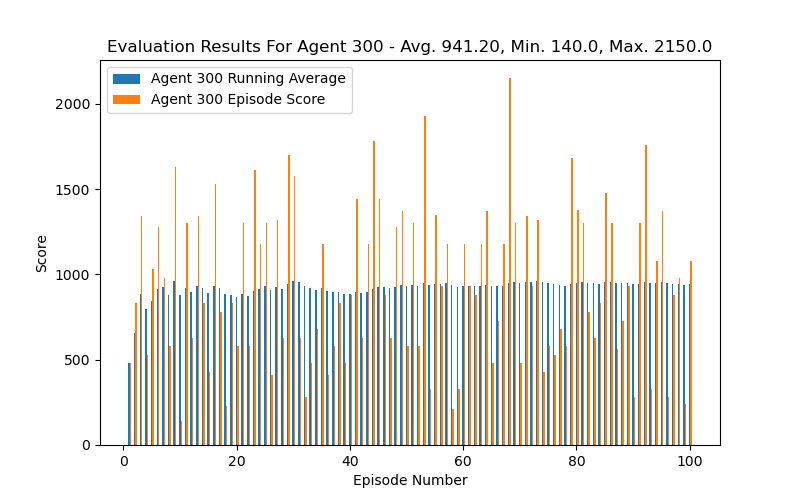 Evaluation Results For Agent 300 - Avg. 941.20, Min. 140.0, Max. 2150.0
Agent 300 Running Average
Agent 300 Episode Score
2000
1500
1000
500
0
Score
0 20 40 60 80 100
Episode Number